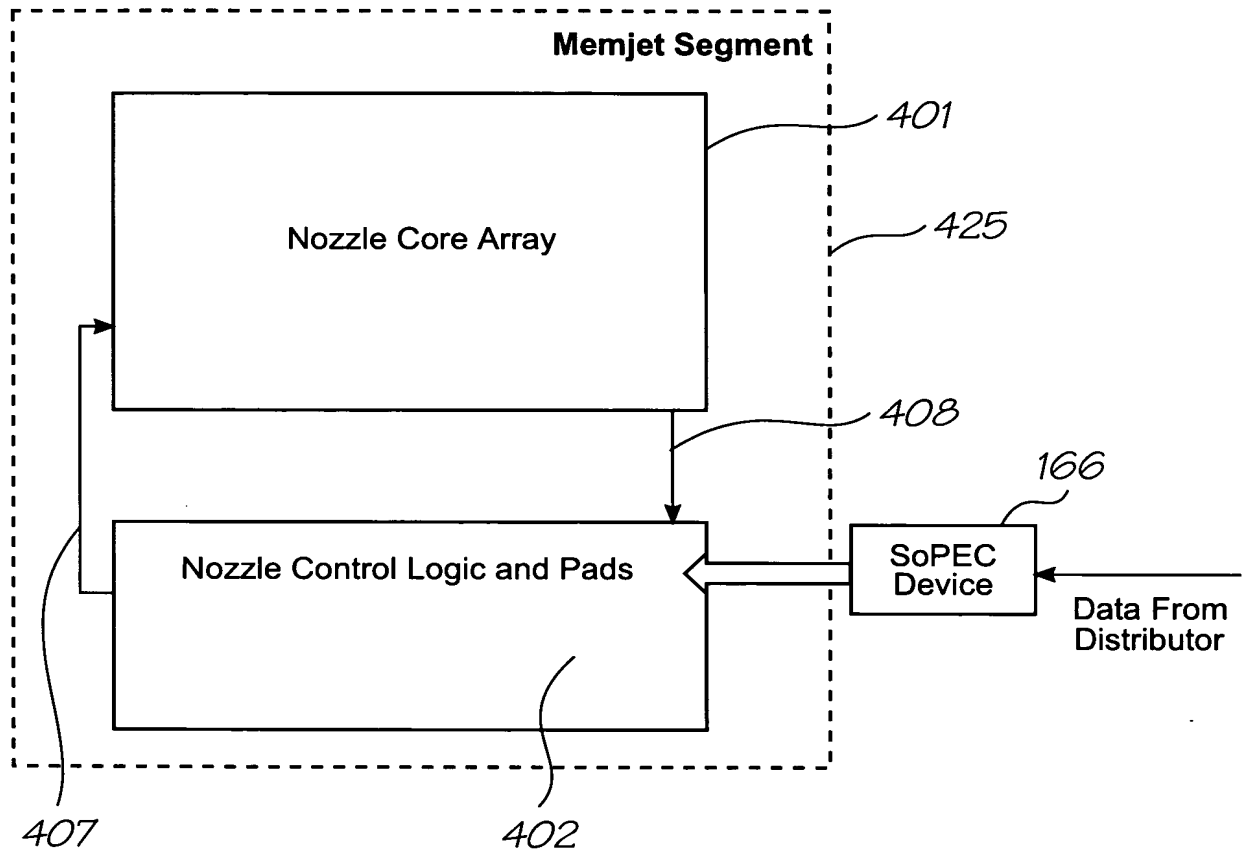 Memjet Segment
401
Nozzle Core Array
425
408
166
Nozzle Control Logic and Pads
SoPEC
Device
Data From
Distributor
407
402